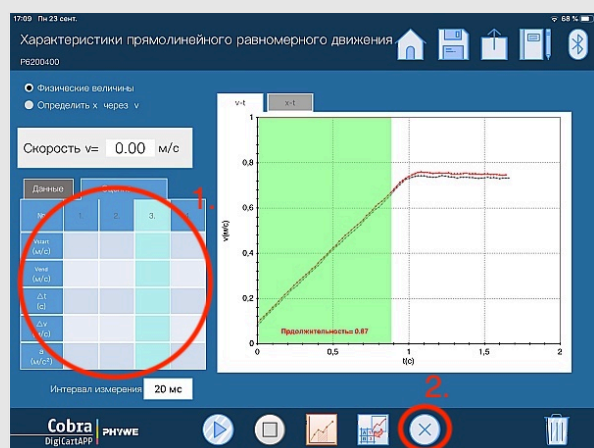 17:09 Пн 23 сент.
68 %
Характеристики прямолинейного равномерного движения
P6200400
Физические величины
Определить x через v
v-t
x-t
Скорость v= 0.00 м/с
Данные
1.
№
1.
2.
3.
Vstart
(м/с)
Vend
(м/с)
△t
(с)
△v
(м/с)
a
(м/с²)
Интервал измерения 20 мс
v(м/с)
1
0,8
0,6
0,4
0,2
0
Прдолжительностьs 0.87
0
0,5
1
1,5
2
t(c)
2.
Cobra
DigiCartAPP
PHYWE